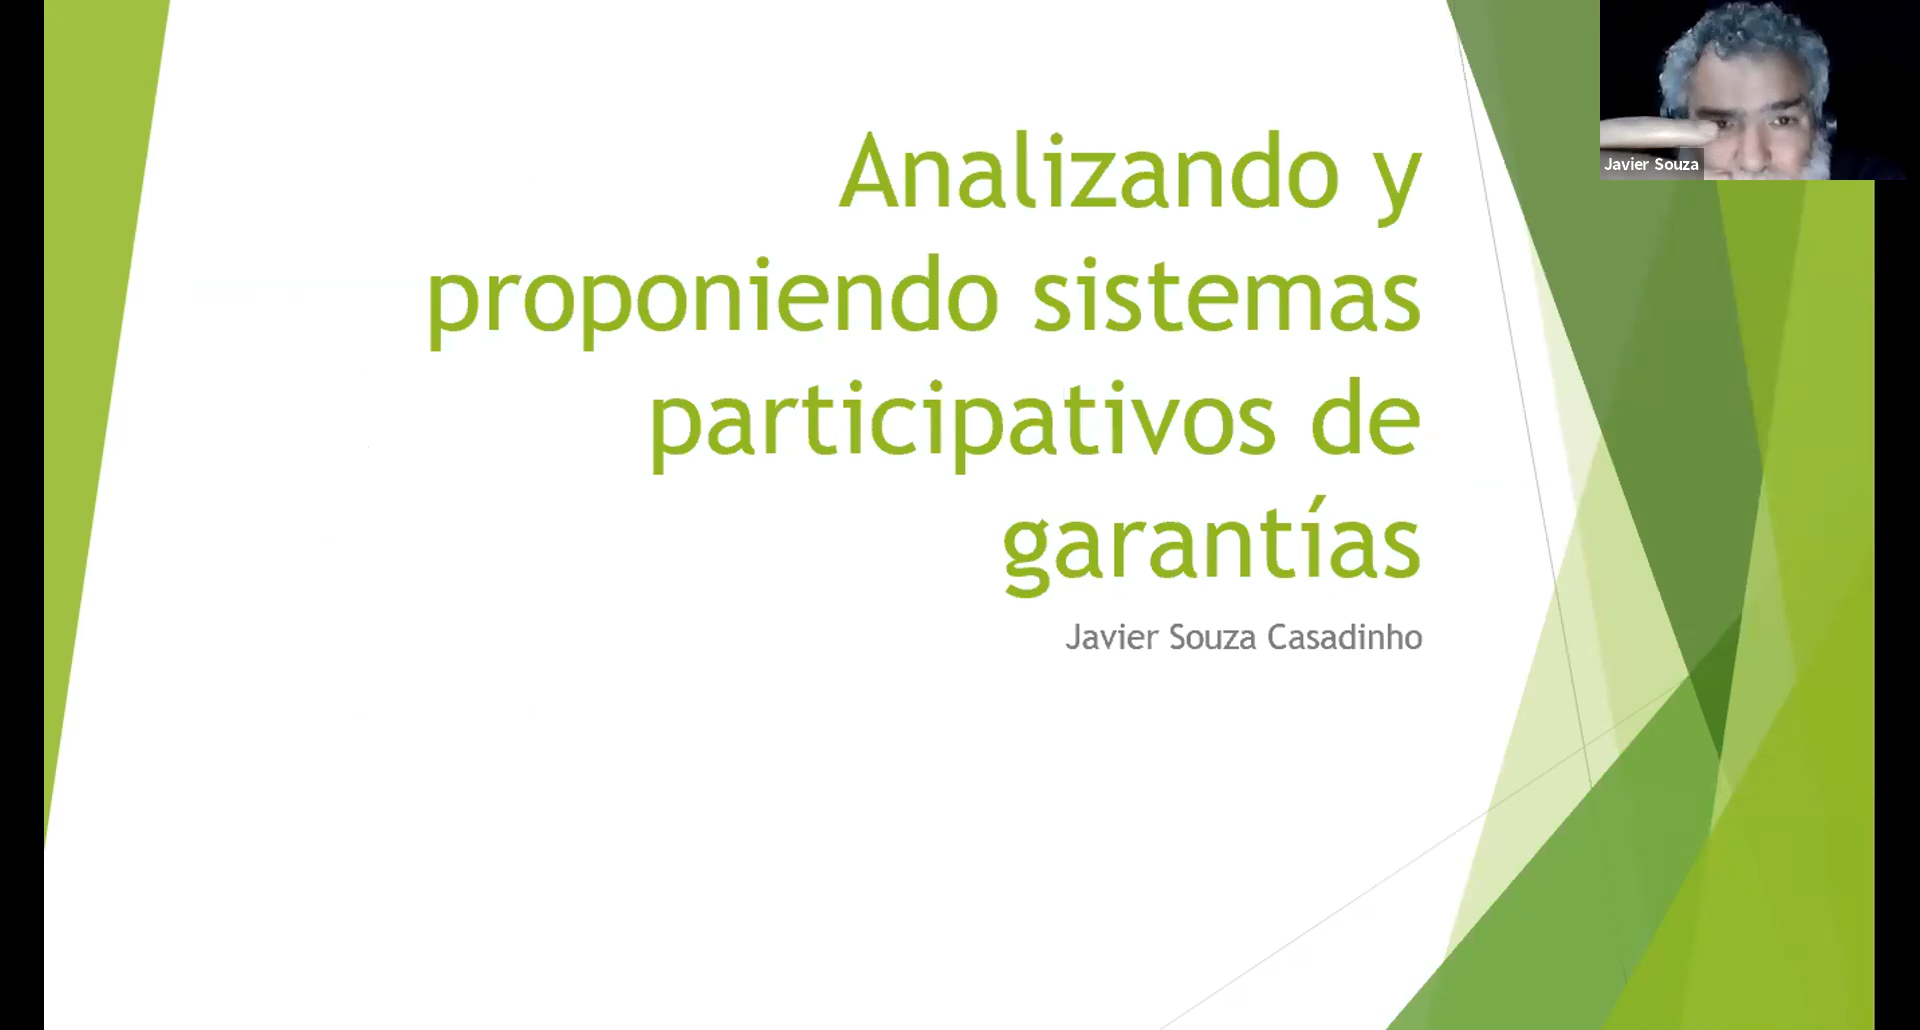 Analizando y
proponiendo sistemas
participativos de
garantías
Javier Souza Casadinho
Javier Souza